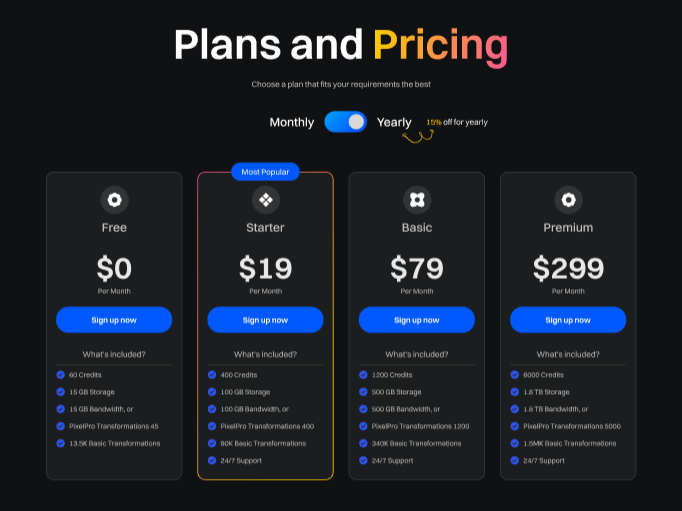 Plans and Pricing
Choose a plan that fits your requirements the best
Monthly
Yearly
15% off for yearly
Free
$0
Per Month
Sign up now
What's included?
60 Credits
15 GB Storage
15 GB Bandwidth, or
PixelPro Transformations 45
13.5K Basic Transformations
Most Popular
Starter
$19
Per Month
Sign up now
What's included?
400 Credits
100 GB Storage
100 GB Bandwidth, or
PixelPro Transformations 400
90K Basic Transformations
24/7 Support
Basic
$79
Per Month
Sign up now
What's included?
1200 Credits
500 GB Storage
500 GB Bandwidth, or
PixelPro Transformations 1200
340K Basic Transformations
24/7 Support
Premium
$299
Per Month
Sign up now
What's included?
6000 Credits
1.8 TB Storage
1.8 TB Bandwidth, or
PixelPro Transformations 5000
1.5MK Basic Transformations
24/7 Support